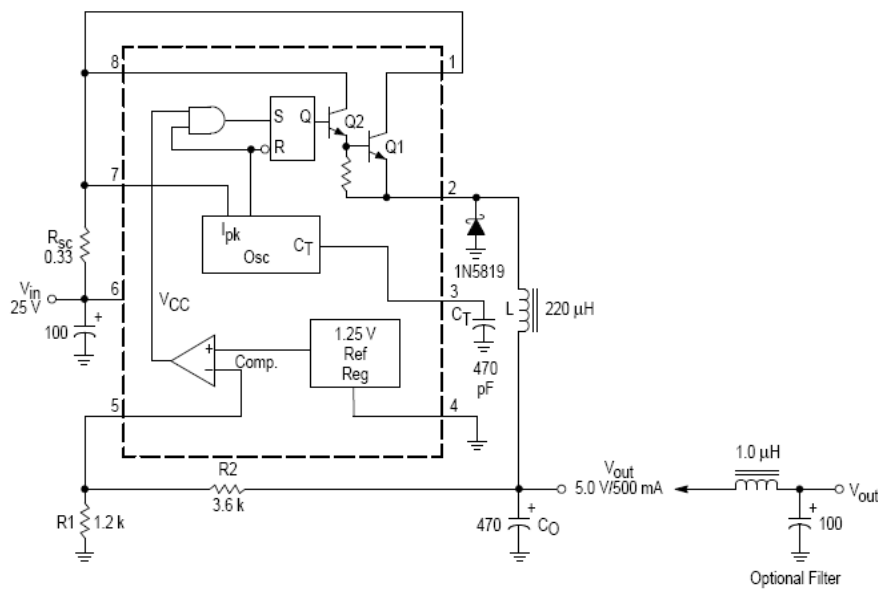 8
1
S
Q
Q2
R
Q1
7
2
Ipk
CT
Osc
Rsc
0.33
1N5819
Vin
25 V
6
VCC
3
CT
L
220 μH
100
+
470
pF
1.25 V
Ref
Reg
+
Comp.
−
5
4
R2
3.6 k
Vout
5.0 V/500 mA
1.0 μH
Vout
R1
1.2 k
470
+
CO
+
100
Optional Filter